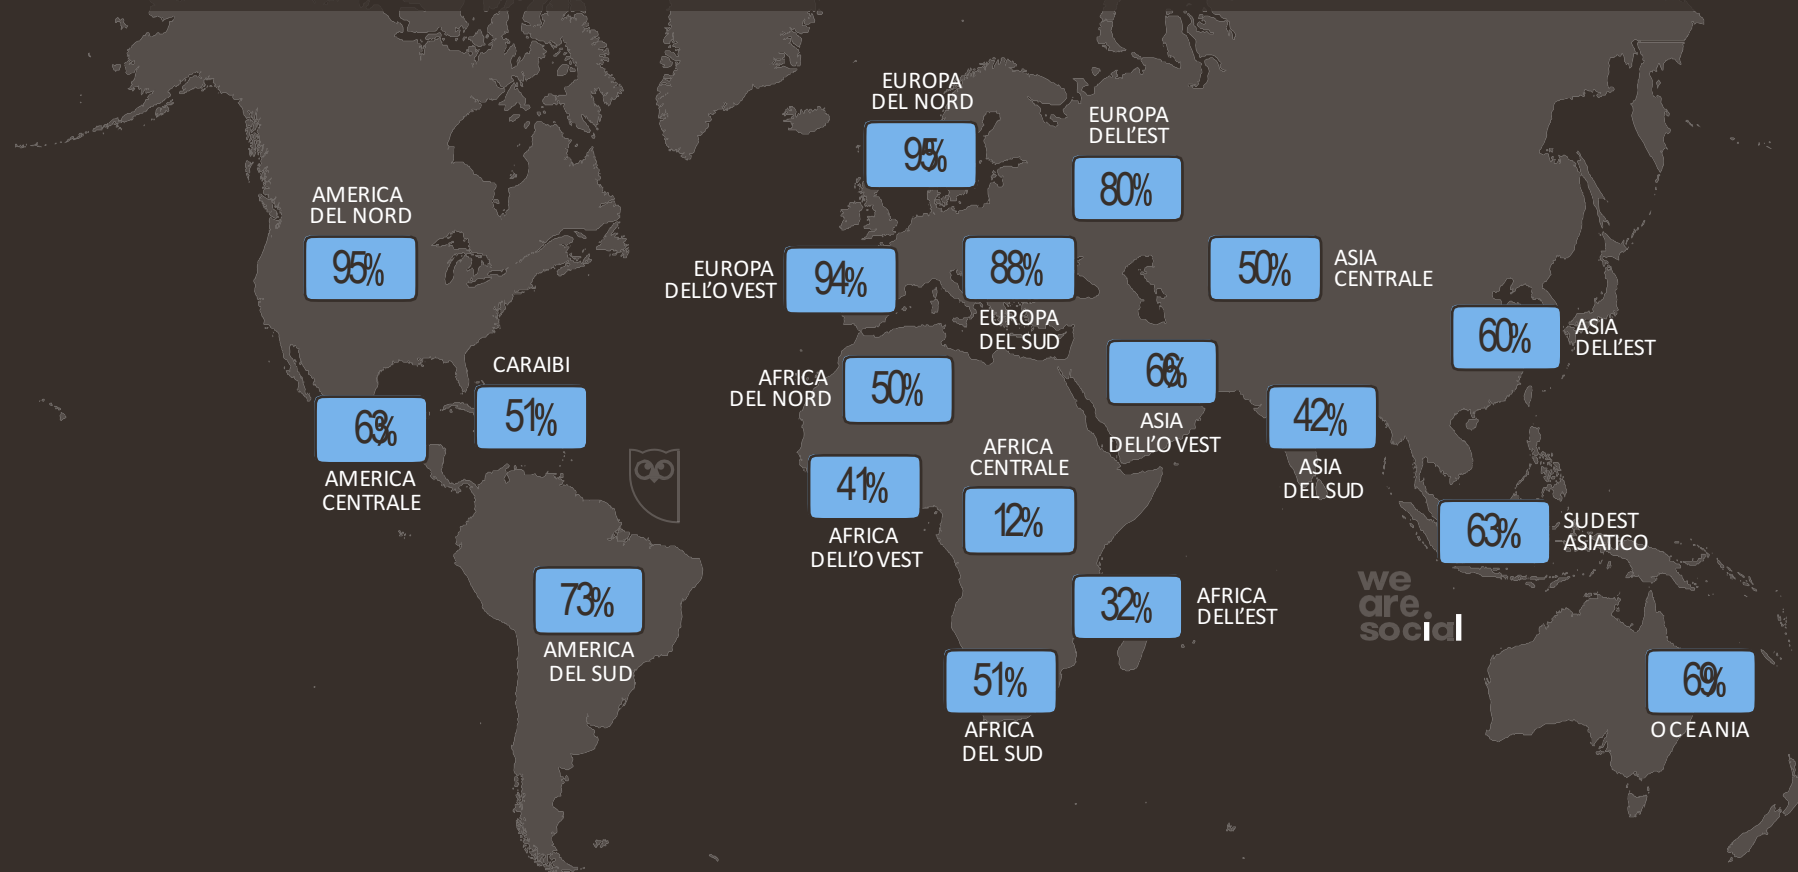 EUROPA
DEL NORD
95%
EUROPA
DELL'EST
80%
AMERICA
DEL NORD
95%
EUROPA
DELL'OVEST
94%
88%
EUROPA
DEL SUD
50%
ASIA
CENTRALE
60%
ASIA
DELL'EST
CARAIBI
51%
63%
AMERICA
CENTRALE
AFRICA
DEL NORD
50%
66%
ASIA
DELL'OVEST
42%
ASIA
DEL SUD
41%
AFRICA
DELL'OVEST
AFRICA
CENTRALE
12%
63%
SUDEST
ASIATICO
73%
AMERICA
DEL SUD
32%
AFRICA
DELL'EST
we
are.
social
51%
AFRICA
DEL SUD
69%
OCEANIA